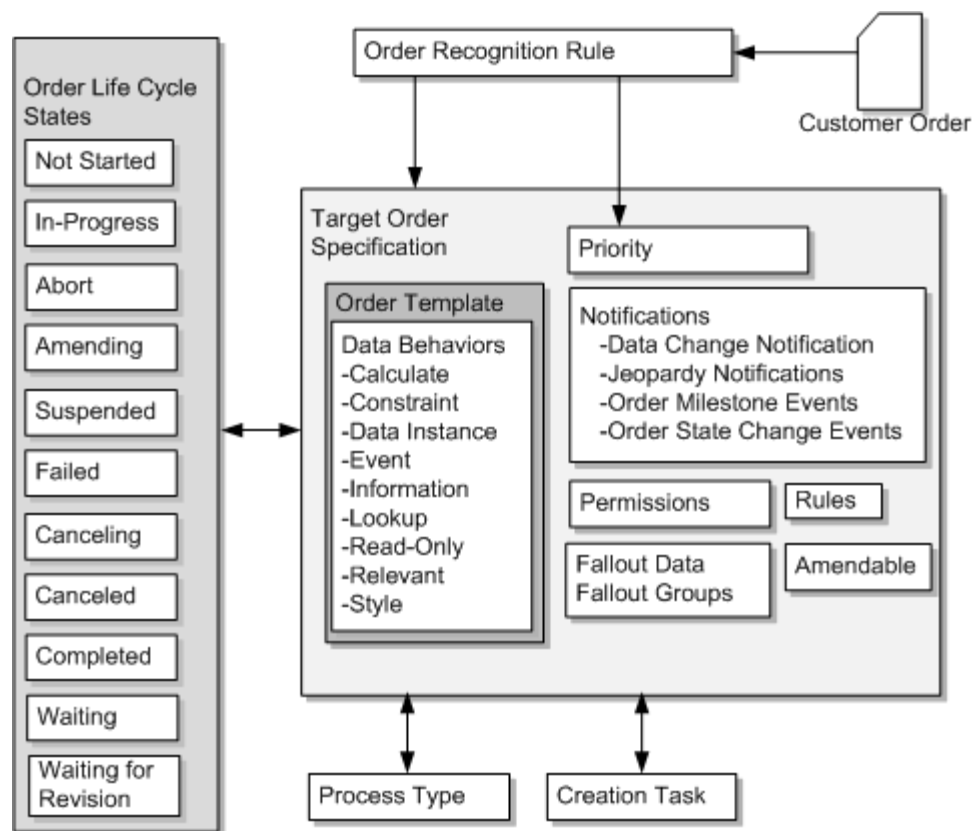 Order Life Cycle
States
Not Started
In-Progress
Abort
Amending
Suspended
Failed
Canceling
Canceled
Completed
Waiting
Waiting for
Revision
Order Recognition Rule
Customer Order
Target Order
Specification
Order Template
Data Behaviors
-Calculate
-Constraint
-Data Instance
-Event
-Information
-Lookup
-Read-Only
-Relevant
-Style
Priority
Notifications
-Data Change Notification
-Jeopardy Notifications
-Order Milestone Events
-Order State Change Events
Permissions
Rules
Fallout Data
Fallout Groups
Amendable
Process Type
Creation Task